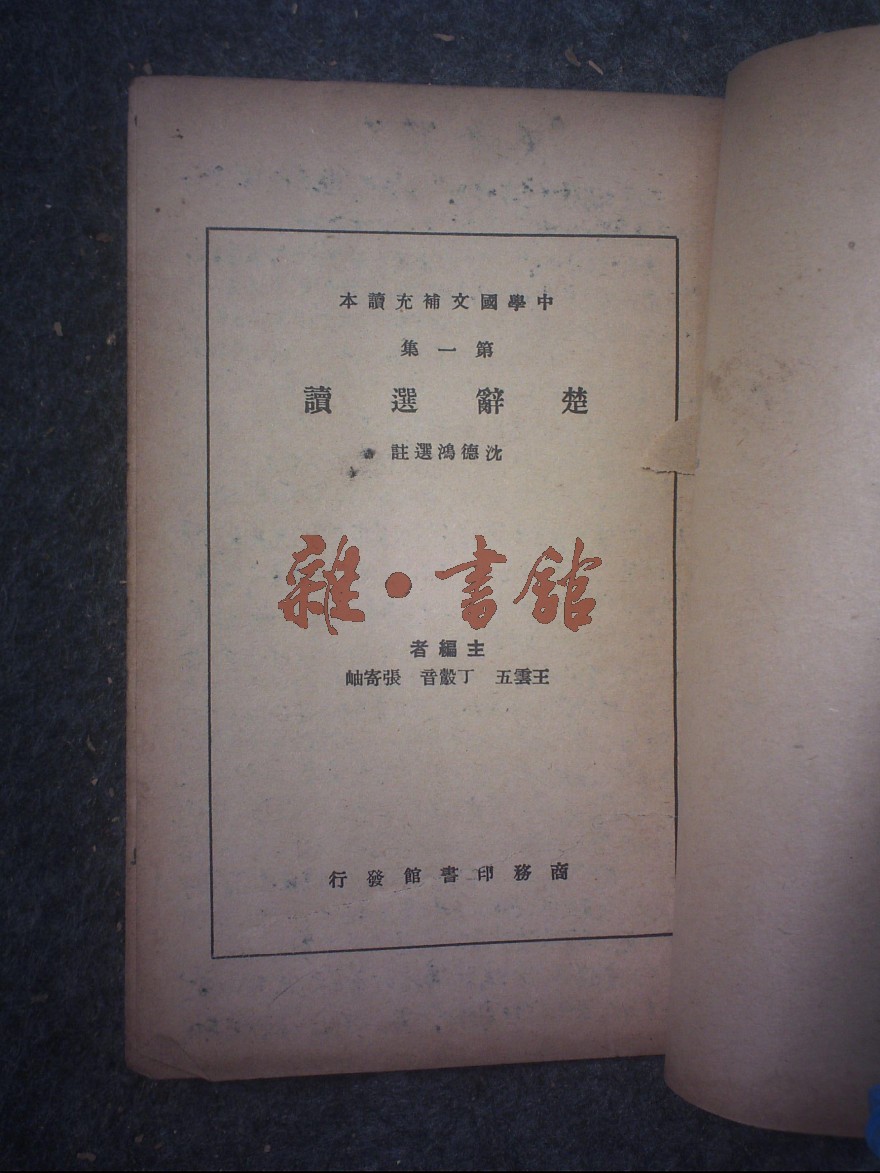 中學國文補充讀本
第一集
楚辭選讀
沈德鴻選註
雜·書館
主編者
王雲五 丁縠音 張寄岫
商務印書館發行